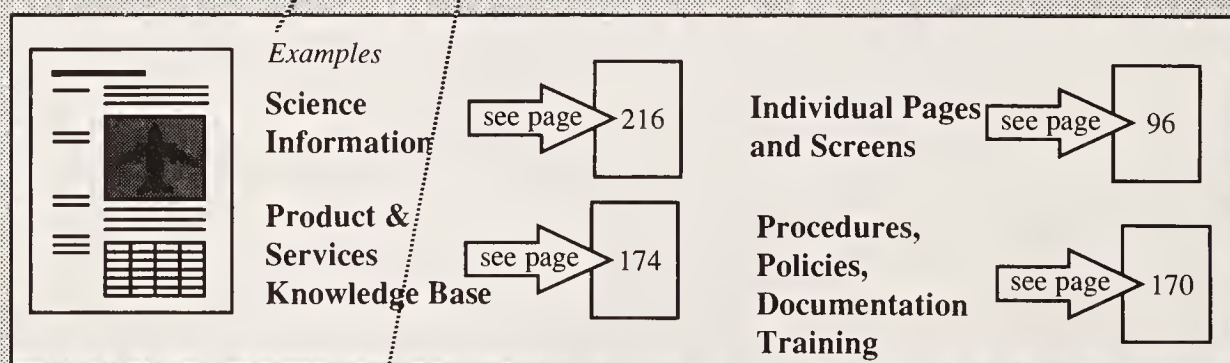 Examples
Science
Information
see page
216
Product &
Services
Knowledge Base
see page
174
Individual Pages
and Screens
see page
96
Procedures,
Policies,
Documentation
Training
see page
170